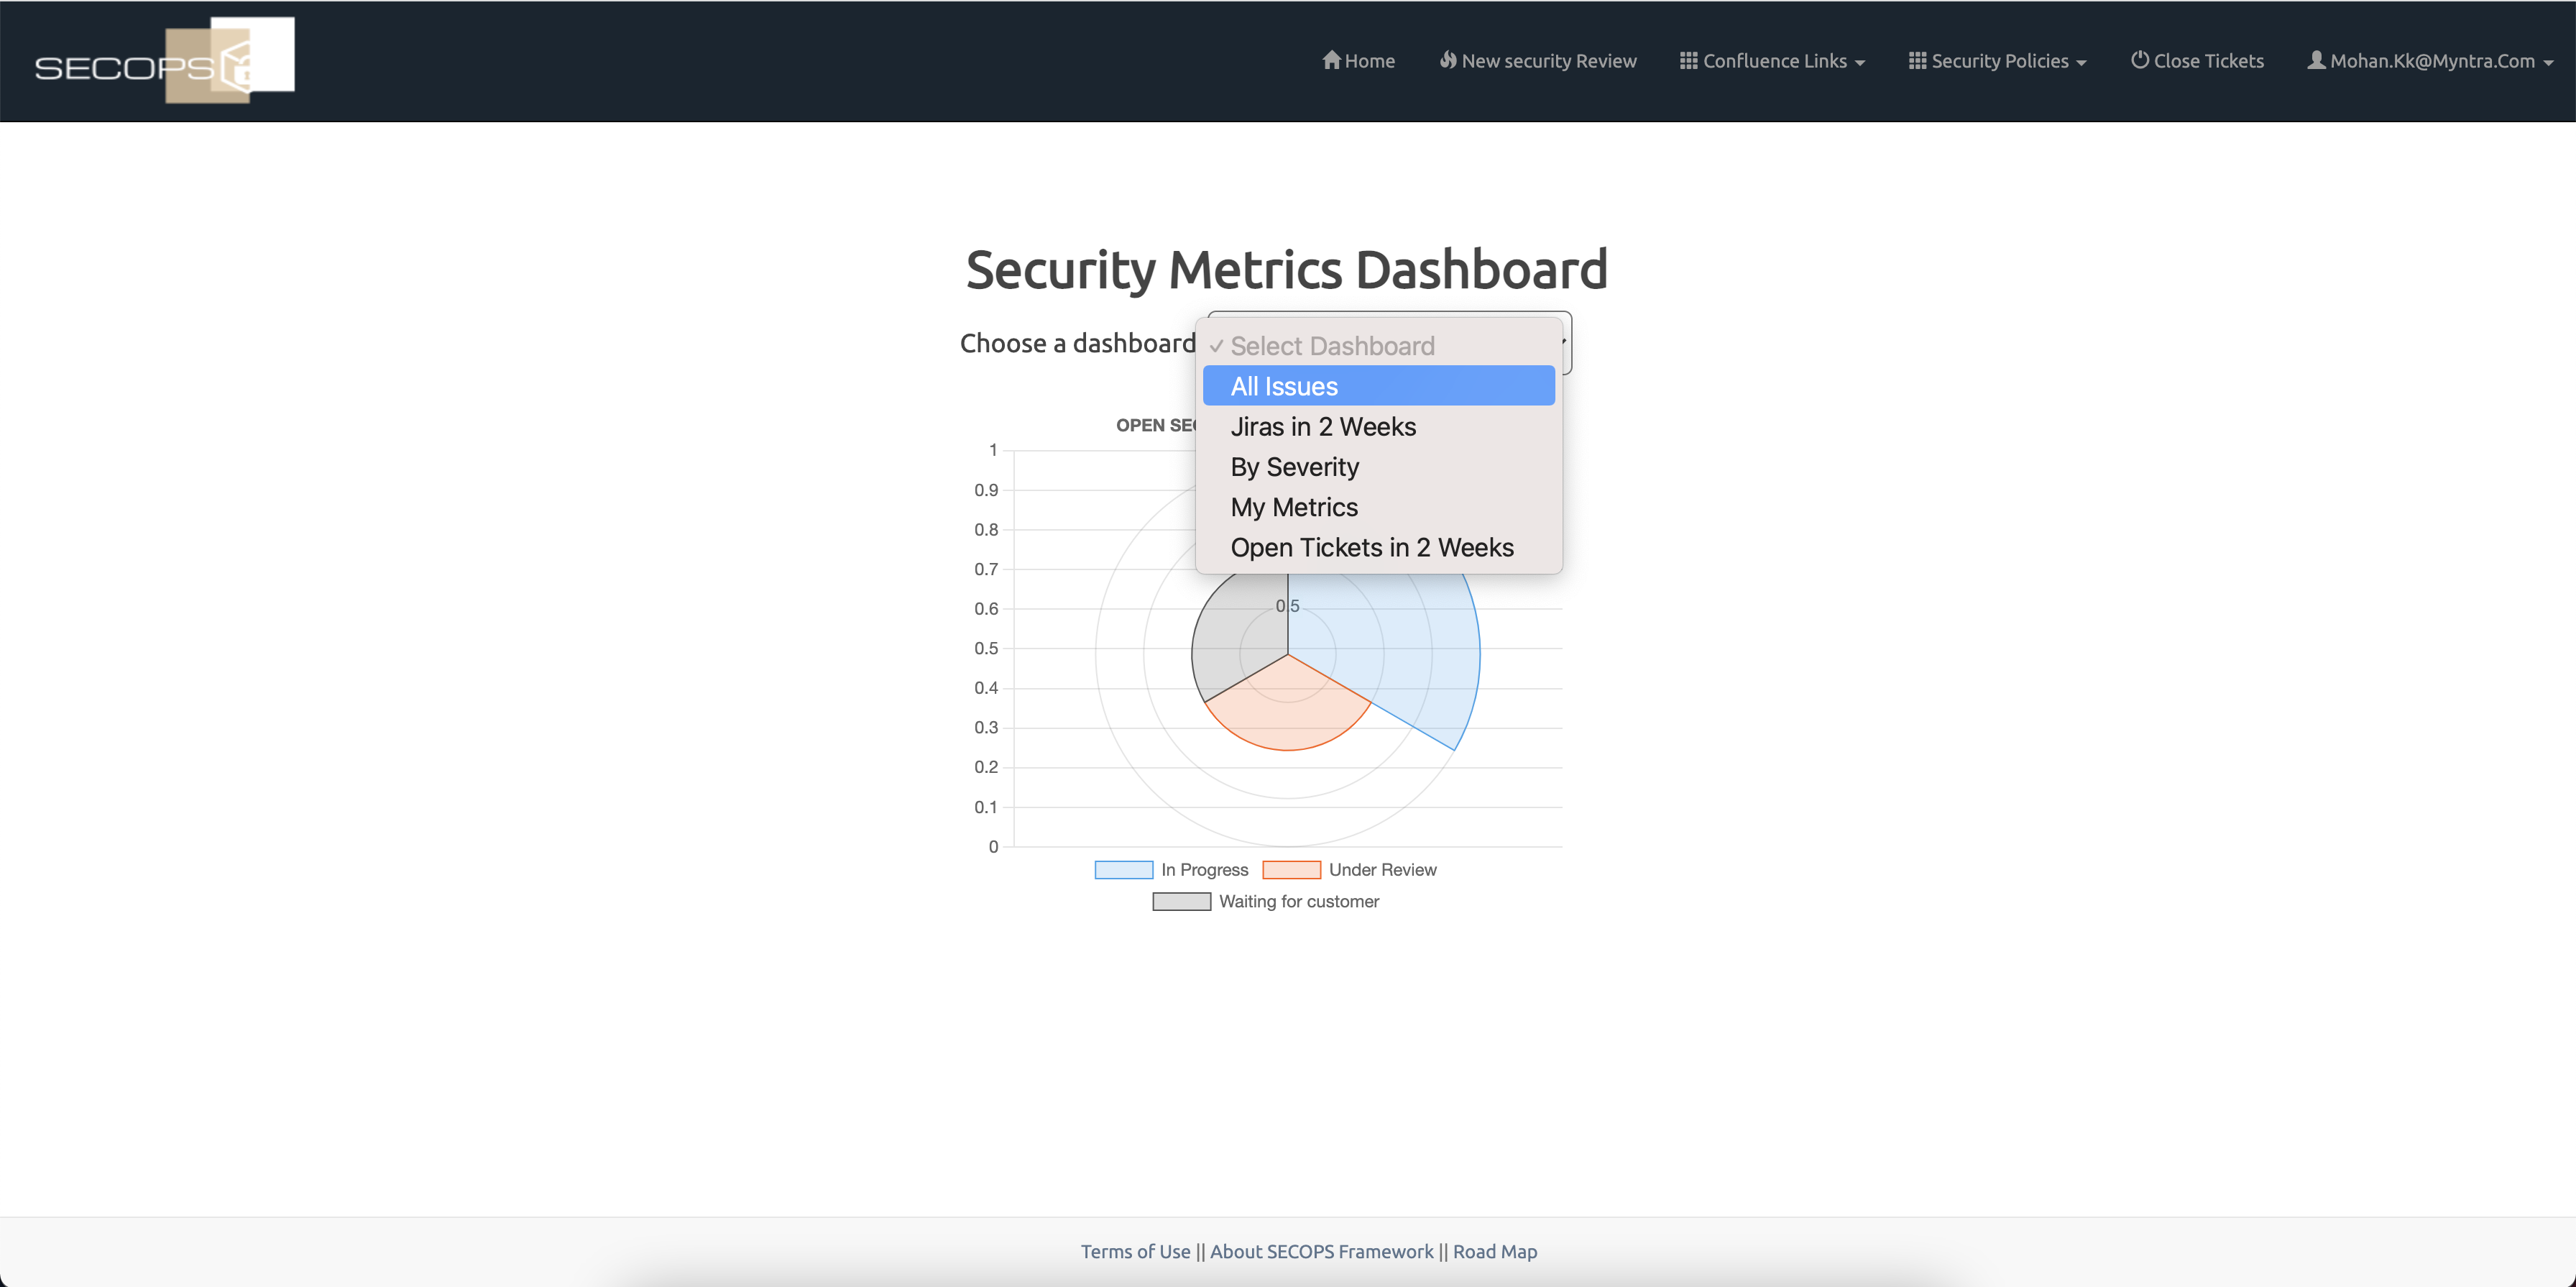 SECOPS
Home New security Review Confluence Links Security Policies Close Tickets Mohan.Kk@Myntra.Com
Security Metrics Dashboard
Choose a dashboard
Select Dashboard
All Issues
Jiras in 2 Weeks
By Severity
My Metrics
Open Tickets in 2 Weeks
OPEN
1
0.9
0.8
0.7
0.6
0.5
0.5
0.4
0.3
0.2
0.1
0
In Progress Under Review
Waiting for customer
Terms of Use || About SECOPS Framework || Road Map